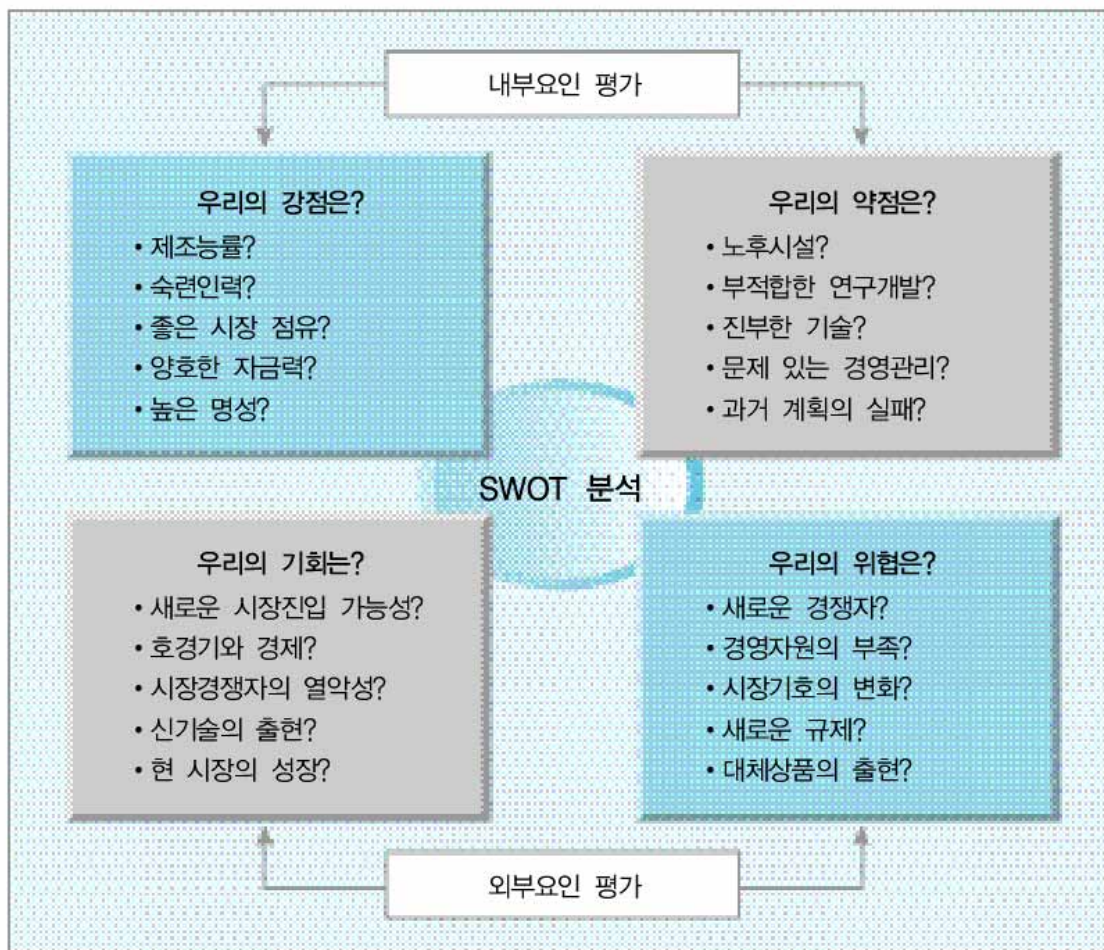 내부요인 평가
우리의 강점은?
• 제조능률?
• 숙련인력?
• 좋은 시장 점유?
• 양호한 자금력?
• 높은 명성?
우리의 약점은?
• 노후시설?
• 부적합한 연구개발?
• 진부한 기술?
• 문제 있는 경영관리?
• 과거 계획의 실패?
SWOT 분석
우리의 기회는?
• 새로운 시장진입 가능성?
• 호경기와 경제?
• 시장경쟁자의 열악성?
• 신기술의 출현?
• 현 시장의 성장?
우리의 위협은?
• 새로운 경쟁자?
• 경영자원의 부족?
• 시장기호의 변화?
• 새로운 규제?
• 대체상품의 출현?
외부요인 평가